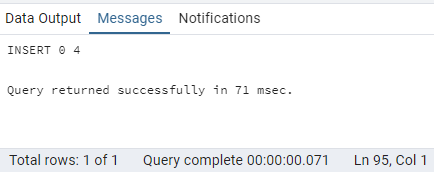 Data Output Messages Notifications
INSERT 0 4
Query returned successfully in 71 msec.
Total rows: 1 of 1 Query complete 00:00:00.071 Ln 95, Col 1